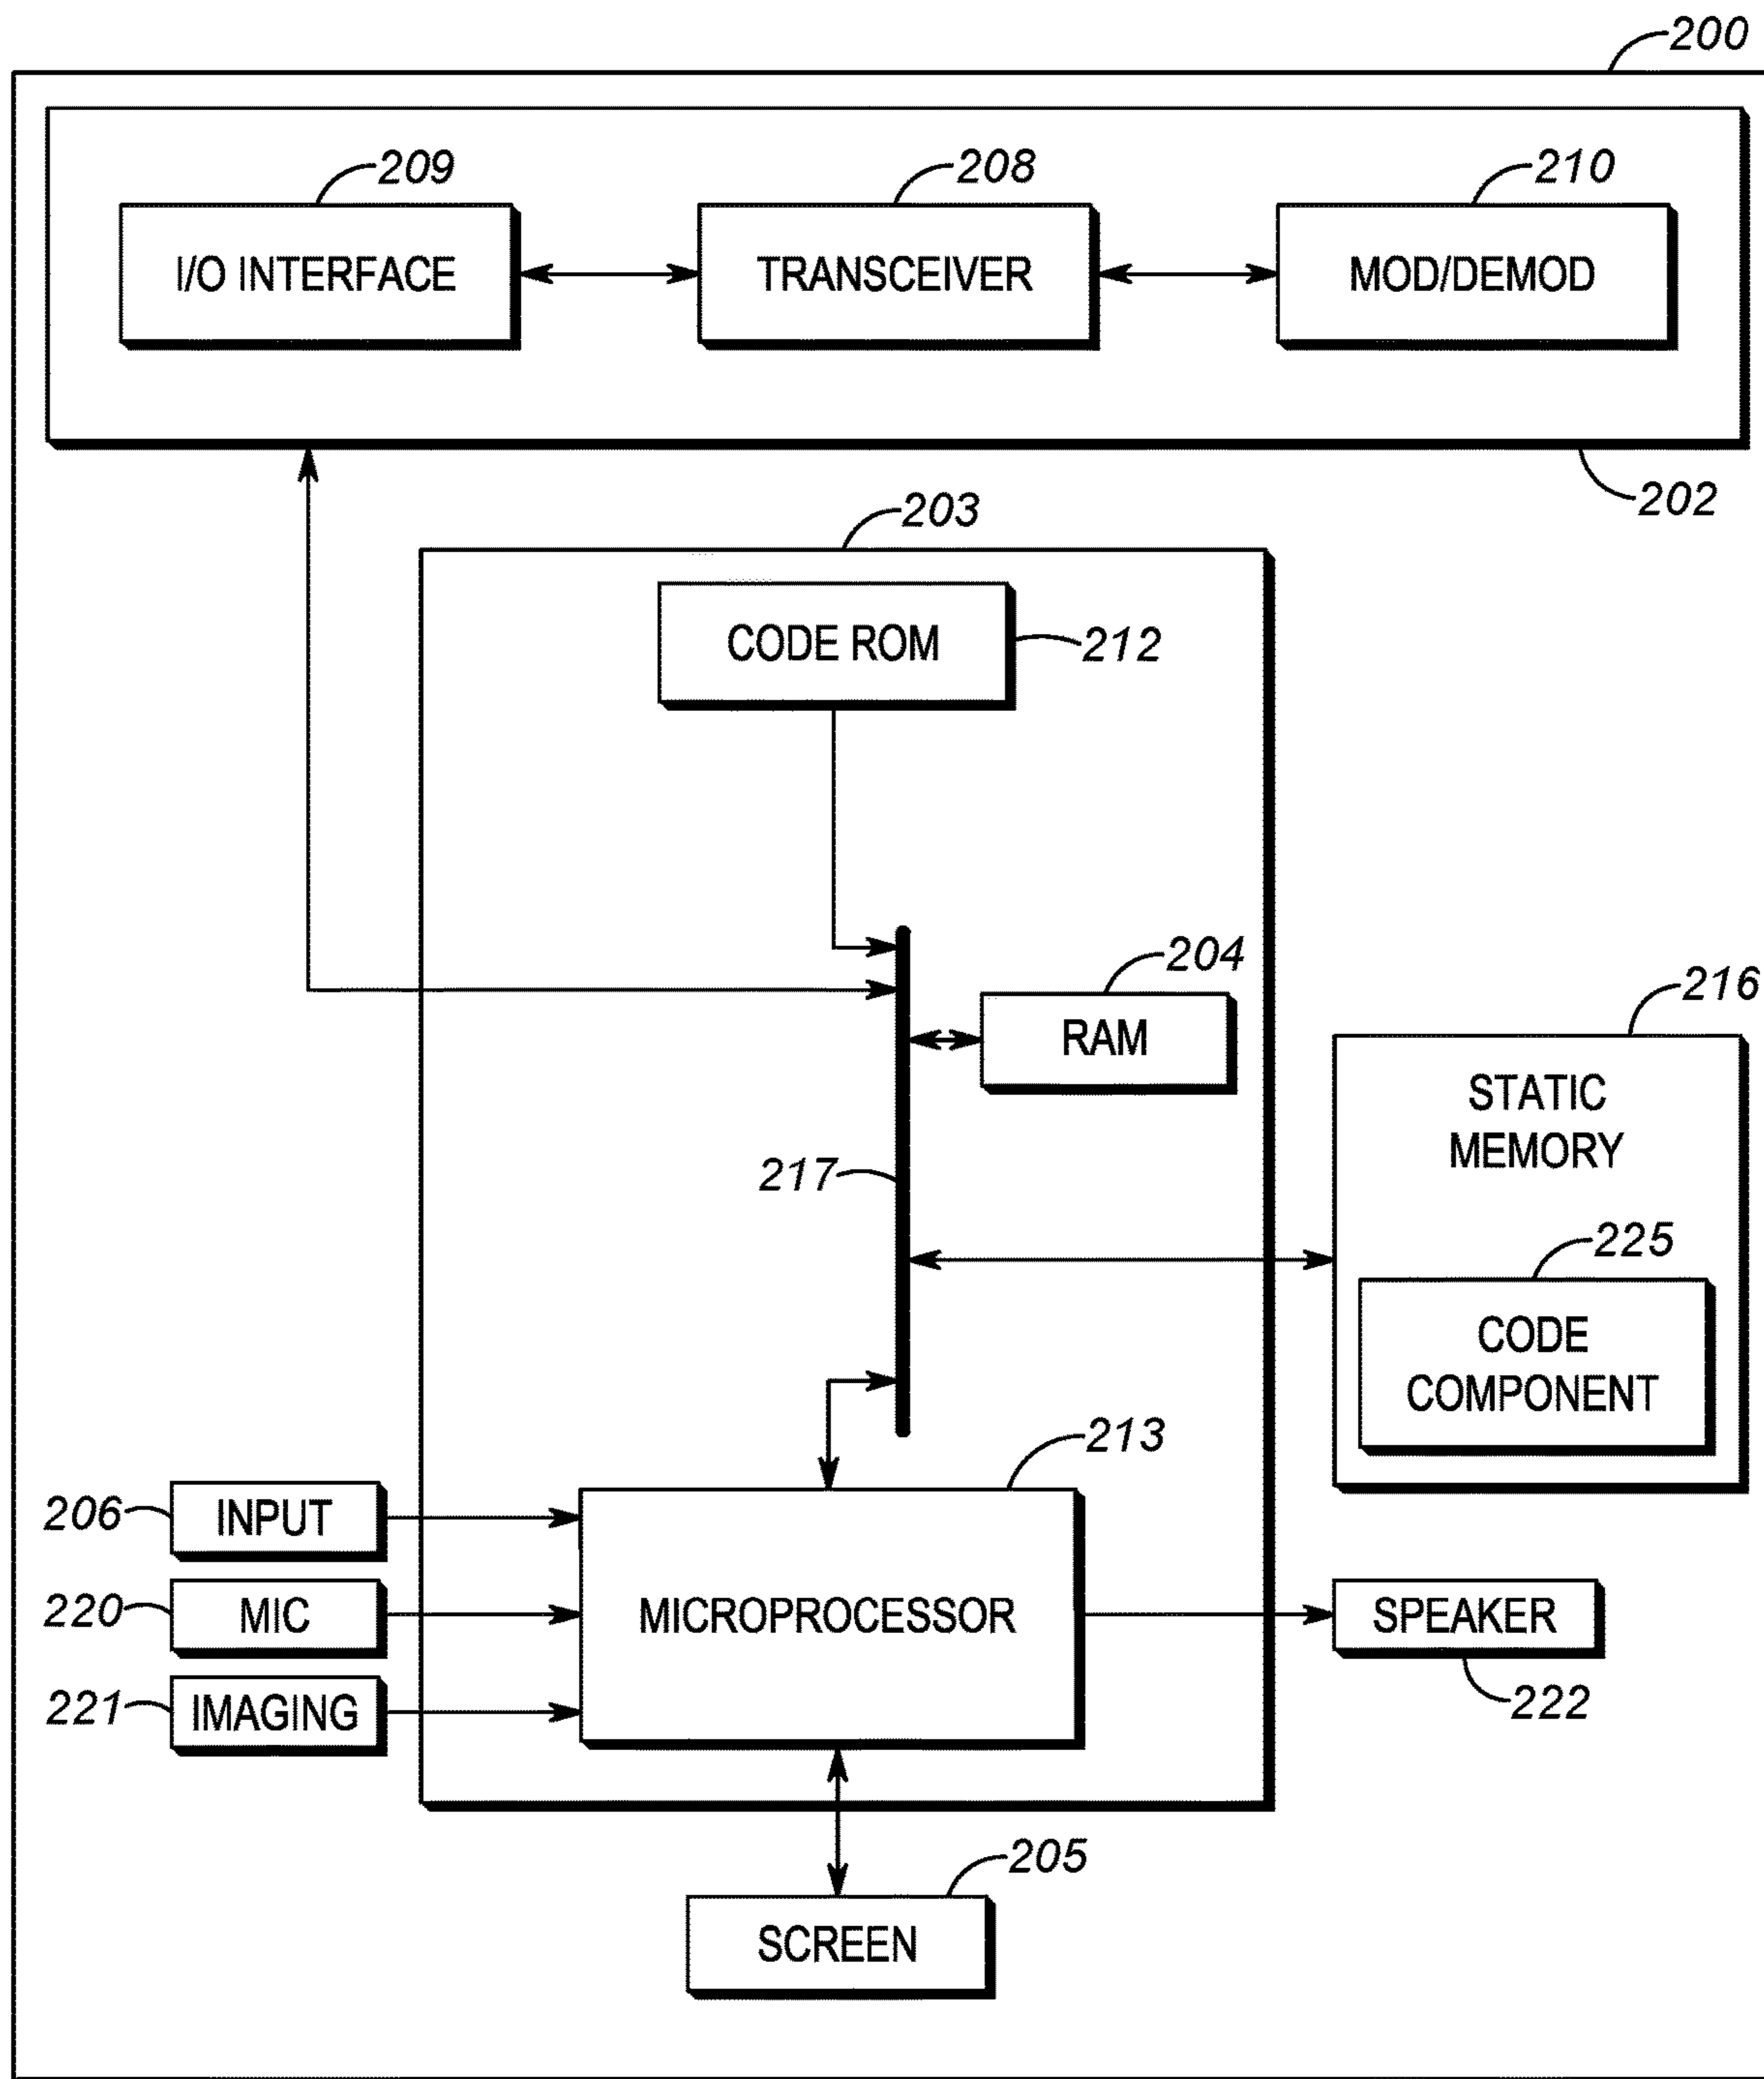 200
209
208
210
I/O INTERFACE
TRANSCEIVER
MOD/DEMOD
202
203
CODE ROM
212
204
RAM
216
STATIC
MEMORY
217
225
CODE
COMPONENT
213
206
INPUT
220
MIC
221
IMAGING
MICROPROCESSOR
SPEAKER
222
205
SCREEN